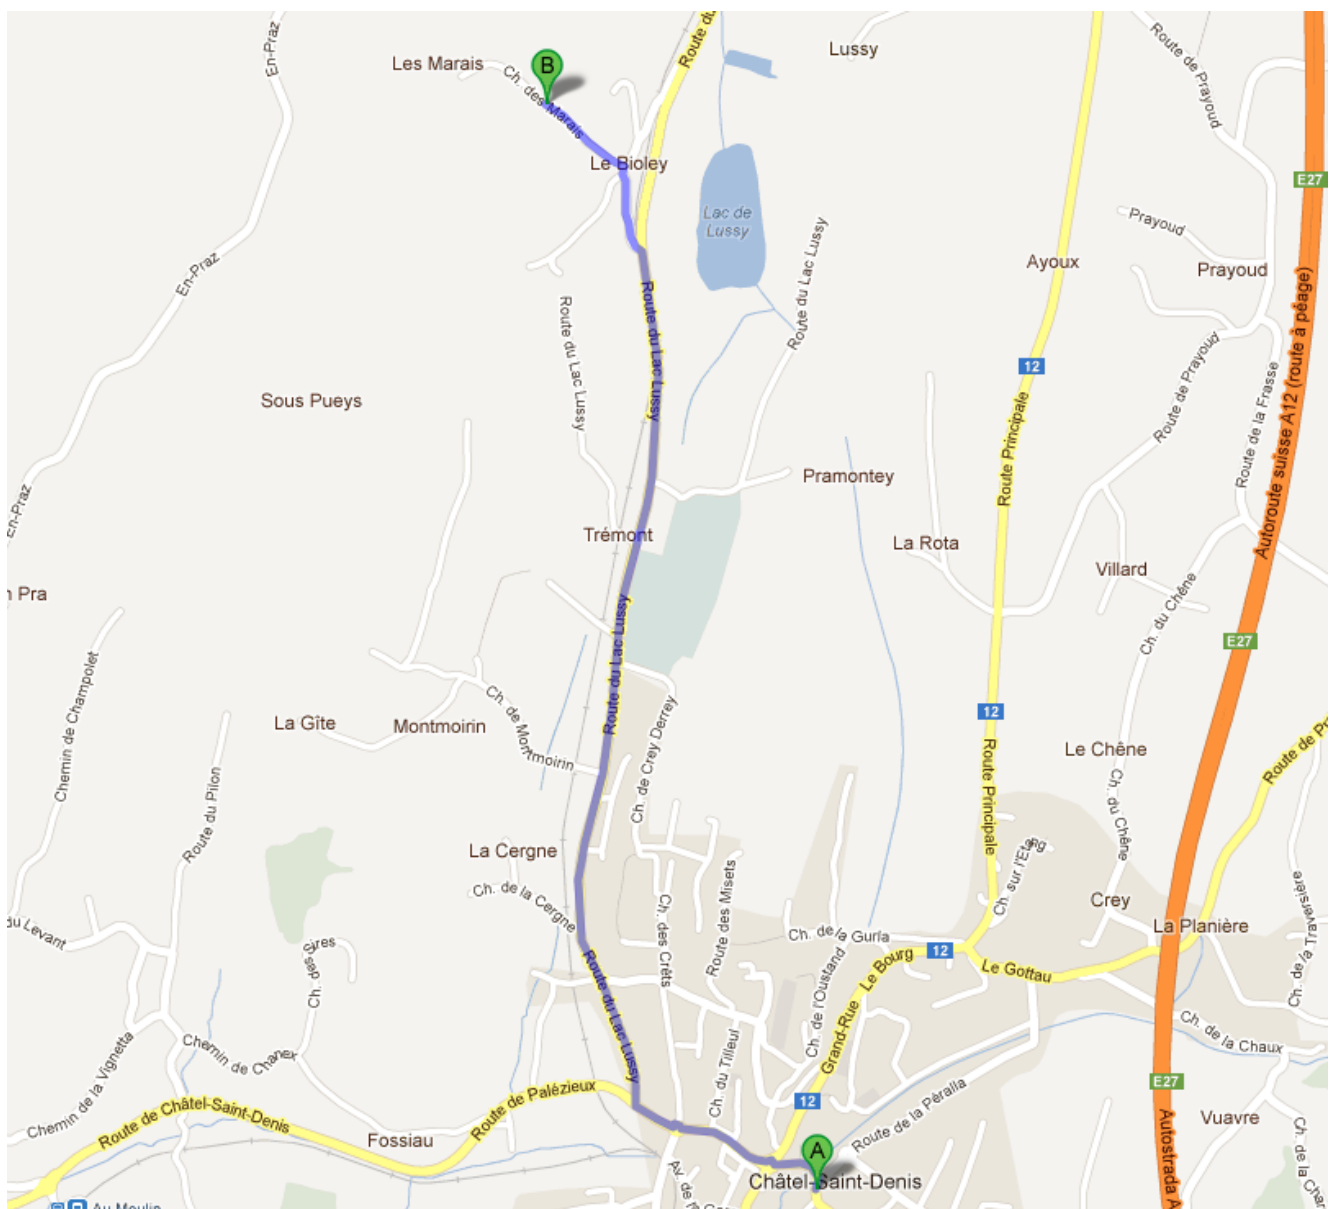 Route du
Lussy
Les Marais
B
Ch. des Marais
En-Praz
Route de Prayoud
Le Bioley
E27
Lac de
Lussy
Prayoud
Ayoux
Prayoud
En-Praz
Route du Lac Lussy
Route du Lac Lussy
Route du Lac Lussy
12
Route de Prayoud
Route de la Frasse
Autoroute suisse A12 (route à péage)
Sous Pueys
Route Principale
Pramontey
En-Praz
Trémont
La Rota
Villard
Pra
Ch. du Chêne
Route du Lac Lussy
E27
Chemin de Champolet
La Gîte
Montmoirin
Ch. de Montmoirin
Ch. de Crey Derrey
12
Route Principale
Le Chêne
Route de
Route du Pilon
Ch. du Chêne
La Cergne
Ch. de la Cergne
Ch. des Crêts
Route des Misets
Ch. sur l'Etang
Crey
La Planière
Ch. de la Traversière
du Levant
Ch. des Cires
Ch. de la Gurla
Le Bourg
12
Le Gottau
Route du Lac Lussy
Ch. de l'Oustand
Grand-Rue
Chemin de la Vignetta
Chemin de Chanex
Ch. du Tilleul
Ch. de la Chaux
E27
Route de Châtel-Saint-Denis
Route de Palézieux
12
Route de la Péralla
Vuavre
Fossiau
A
Châtel-Saint-Denis
Av. de
Autostrada A
Ch. de la
Au Moulin